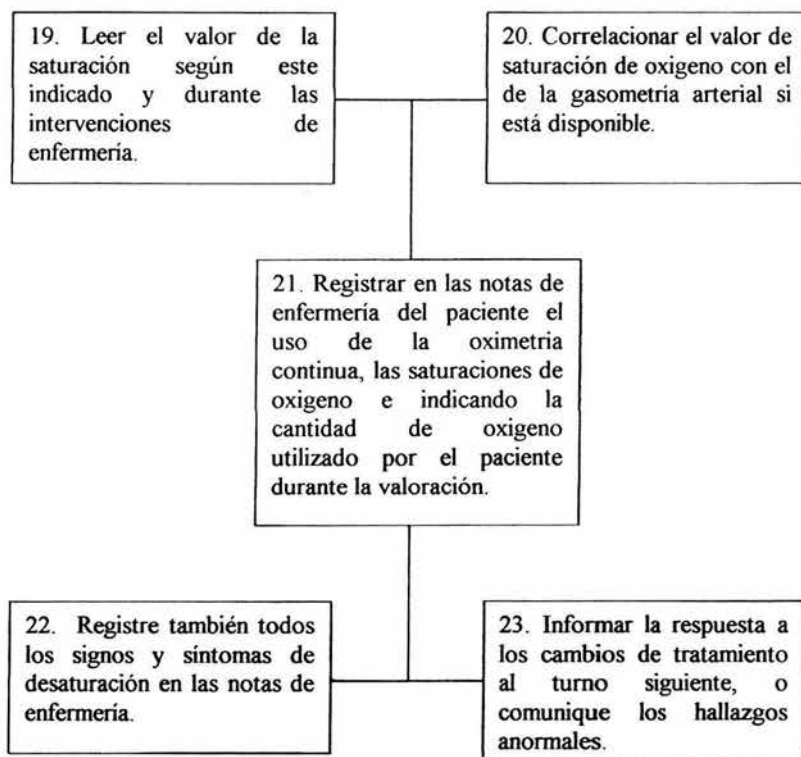 19. Leer el valor de la
saturación según este
indicado y durante las
intervenciones de
enfermería.
20. Correlacionar el valor de
saturación de oxigeno con el
de la gasometría arterial si
está disponible.
21. Registrar en las notas de
enfermería del paciente el
uso de la oximetria
continua, las saturaciones de
oxigeno e indicando la
cantidad de oxigeno
utilizado por el paciente
durante la valoración.
22. Registre también todos
los signos y síntomas de
desaturación en las notas de
enfermería.
23. Informar la respuesta a
los cambios de tratamiento
al turno siguiente, o
comunique los hallazgos
anormales.